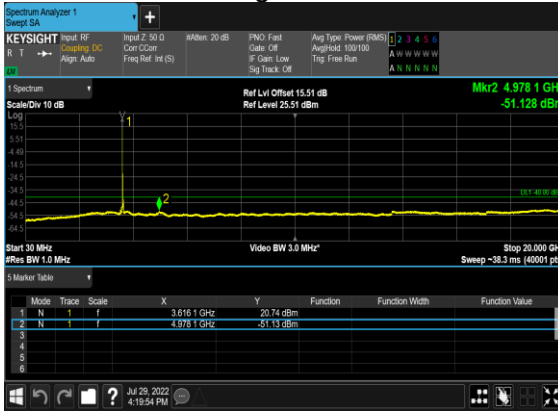 Spectrum Analyzer 1
Swept SA
+
KEYSIGHT Input: RF Input Z: 50 Ω #Atten: 20 dB PNO: Fast Avg Type: Power (RMS) 1 2 3 4 5 6
R T Coupling: DC Corr CCorr Gate: Off Avg|Hold: 100/100 A W W W W W
Align: Auto Freq Ref: Int (S) IF Gain: Low Trig: Free Run
Sig Track: Off A N N N N N
1 Spectrum Ref Lvl Offset 15.51 dB Mkr2 4.978 1 GH
Scale/Div 10 dB Ref Level 25.51 dBm -51.128 dB
Log
15.5
5.51
-4.49
-14.5
-24.5
-34.5
-44.5
-54.5
-64.5
1
2
DL1 -40.00 dB
Start 30 MHz Video BW 3.0 MHz* Stop 20.000 GH
#Res BW 1.0 MHz Sweep ~38.3 ms (40001 pt
5 Marker Table
Mode Trace Scale X Y Function Function Width Function Value
1 N 1 f 3.616 1 GHz 20.74 dBm
2 N 1 f 4.978 1 GHz -51.13 dBm
3
4
5
6
? Jul 29, 2022
4:19:54 PM